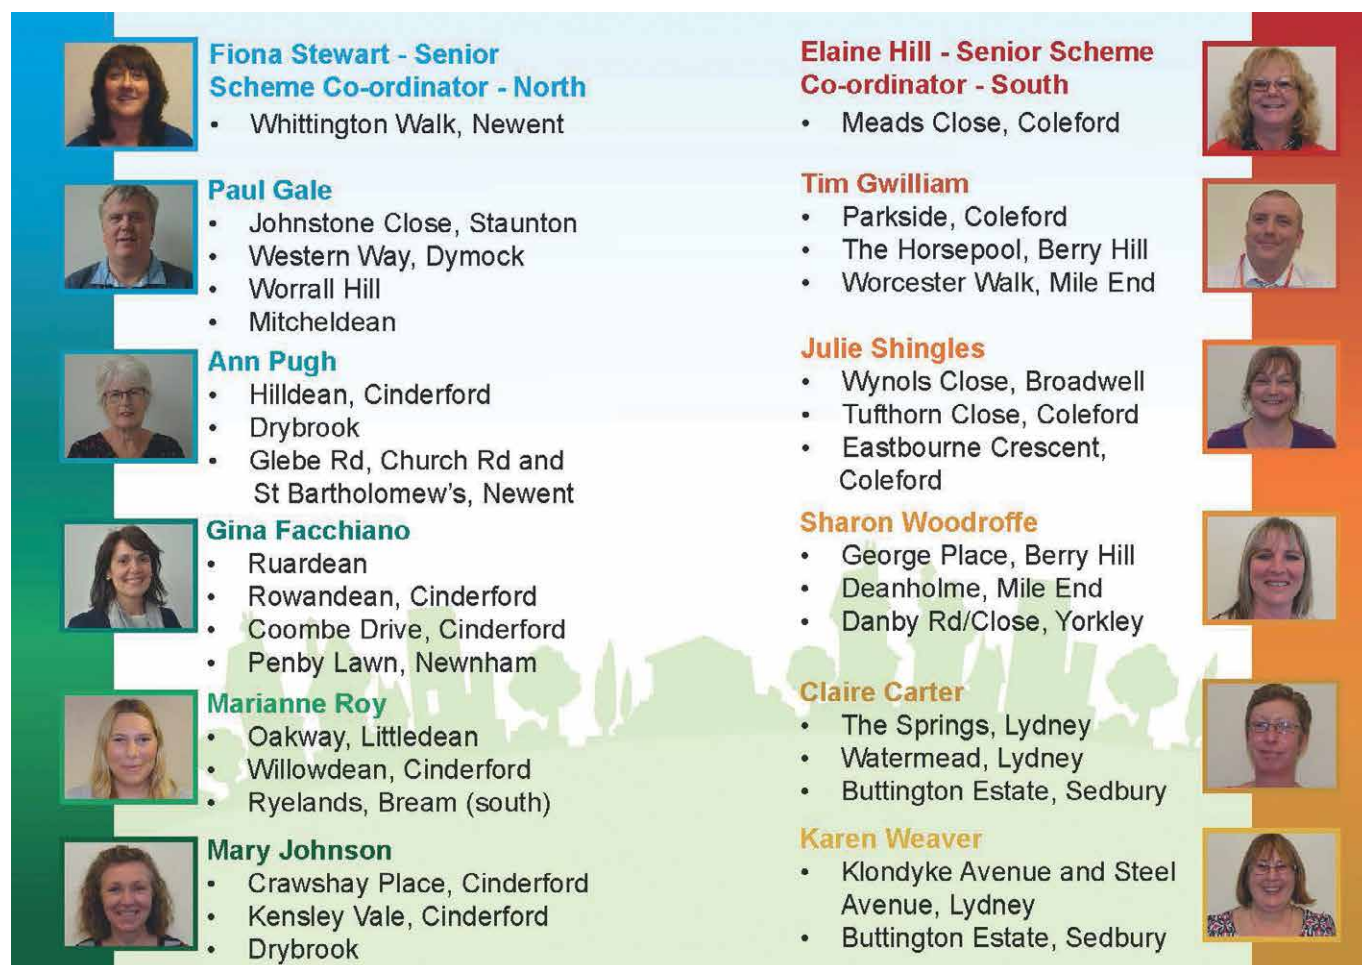 Fiona Stewart - Senior
Scheme Co-ordinator - North
• Whittington Walk, Newent
Paul Gale
• Johnstone Close, Staunton
• Western Way, Dymock
• Worrall Hill
• Mitcheldean
Ann Pugh
• Hilldean, Cinderford
• Drybrook
• Glebe Rd, Church Rd and
St Bartholomew's, Newent
Gina Facchiano
• Ruardean
• Rowandean, Cinderford
• Coombe Drive, Cinderford
• Penby Lawn, Newnham
Marianne Roy
• Oakway, Littledean
• Willowdean, Cinderford
• Ryelands, Bream (south)
Mary Johnson
• Crawshay Place, Cinderford
• Kensley Vale, Cinderford
• Drybrook
Elaine Hill - Senior Scheme
Co-ordinator - South
• Meads Close, Coleford
Tim Gwilliam
• Parkside, Coleford
• The Horsepool, Berry Hill
• Worcester Walk, Mile End
Julie Shingles
• Wynols Close, Broadwell
• Tufthorn Close, Coleford
• Eastbourne Crescent,
Coleford
Sharon Woodroffe
• George Place, Berry Hill
• Deanholme, Mile End
• Danby Rd/Close, Yorkley
Claire Carter
• The Springs, Lydney
• Watermead, Lydney
• Buttington Estate, Sedbury
Karen Weaver
• Klondyke Avenue and Steel
Avenue, Lydney
• Buttington Estate, Sedbury